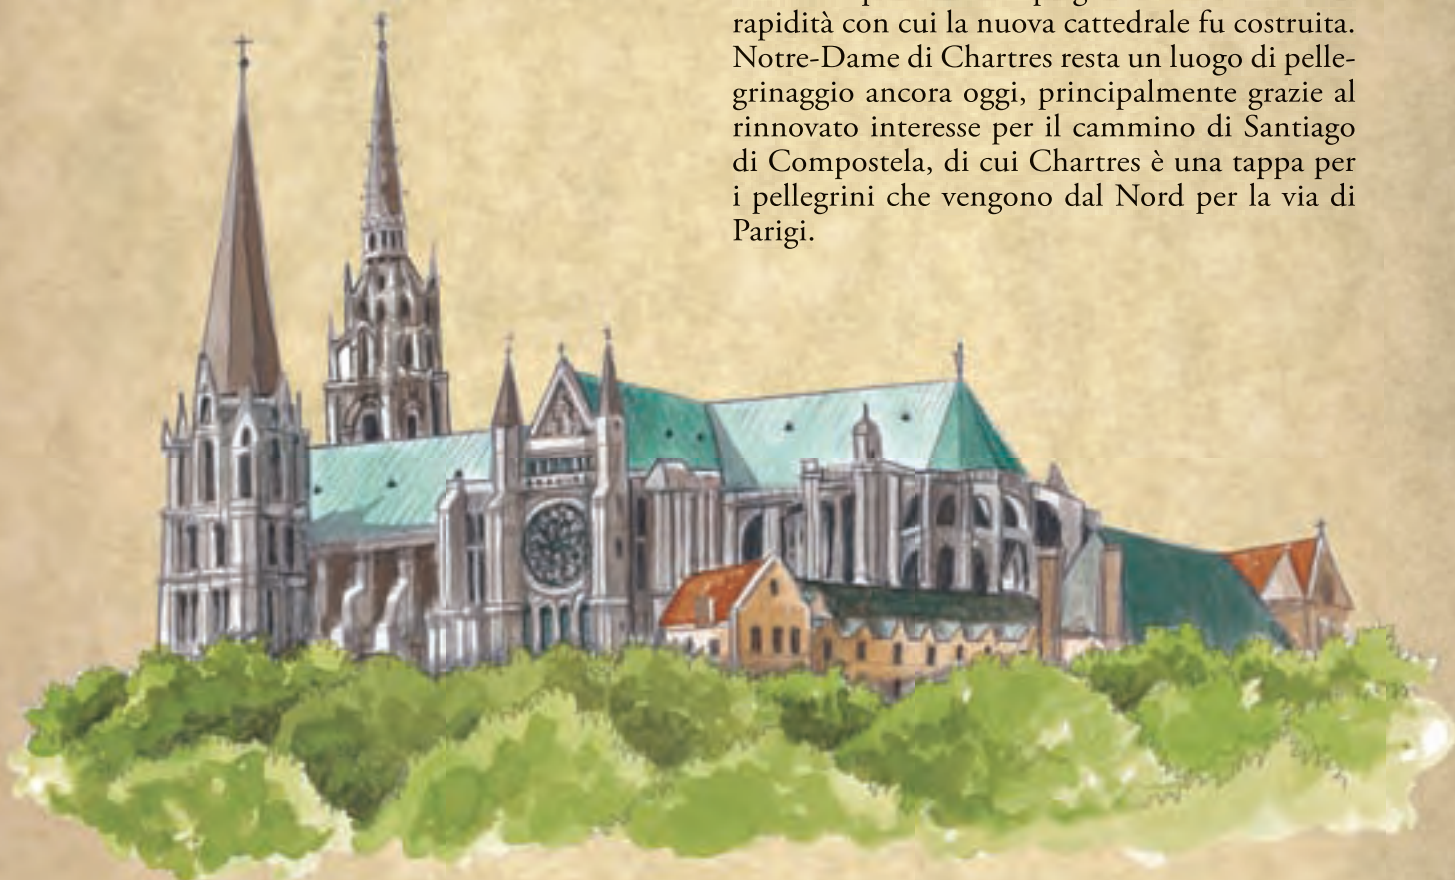 rapidità con cui la nuova cattedrale fu costruita.
Notre-Dame di Chartres resta un luogo di pelle-
grinaggio ancora oggi, principalmente grazie al
rinnovato interesse per il cammino di Santiago
di Compostela, di cui Chartres è una tappa per
i pellegrini che vengono dal Nord per la via di
Parigi.